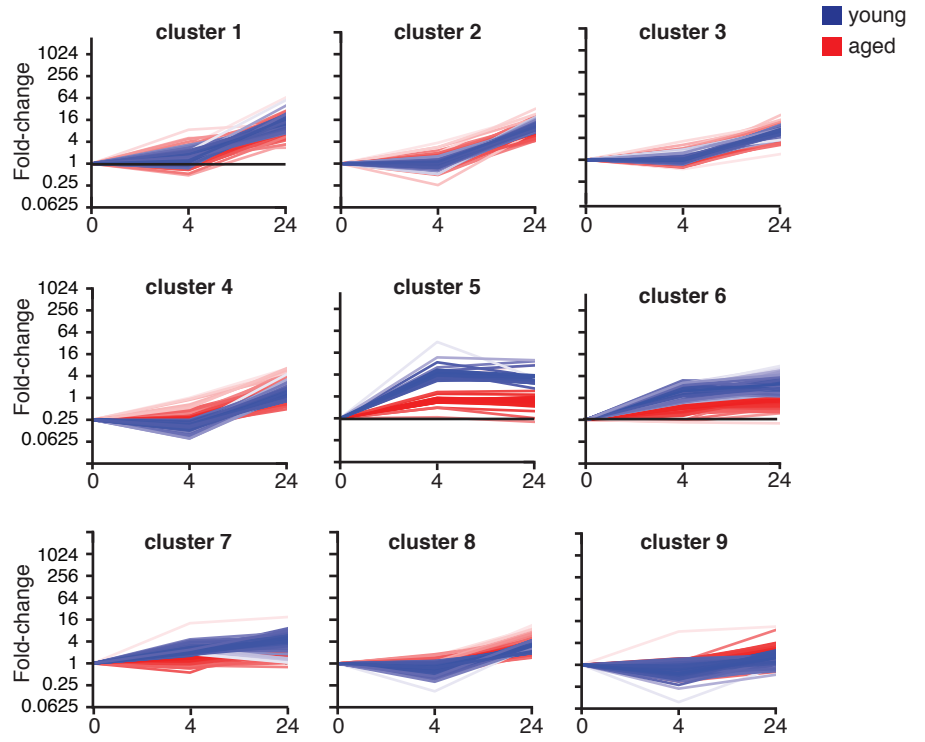 young
aged
cluster 1
cluster 2
cluster 3
Fold-change
1024
256
64
16
4
1
0.25
0.0625
0 4 24
0 4 24
0 4 24
cluster 4
cluster 5
cluster 6
Fold-change
1024
256
64
16
4
1
0.25
0.0625
0 4 24
0 4 24
0 4 24
cluster 7
cluster 8
cluster 9
Fold-change
1024
256
64
16
4
1
0.25
0.0625
0 4 24
0 4 24
0 4 24